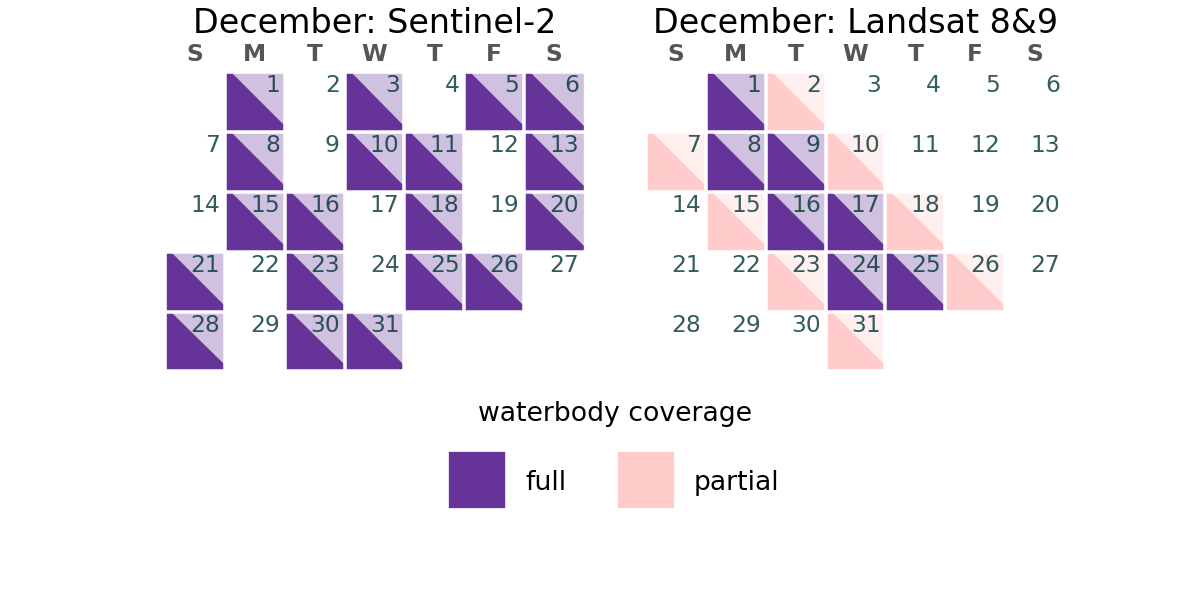 December: Sentinel-2
S M T W T F S
1 2 3 4 5 6
7 8 9 10 11 12 13
14 15 16 17 18 19 20
21 22 23 24 25 26 27
28 29 30 31
December: Landsat 8&9
S M T W T F S
1 2 3 4 5 6
7 8 9 10 11 12 13
14 15 16 17 18 19 20
21 22 23 24 25 26 27
28 29 30 31
waterbody coverage
full
partial